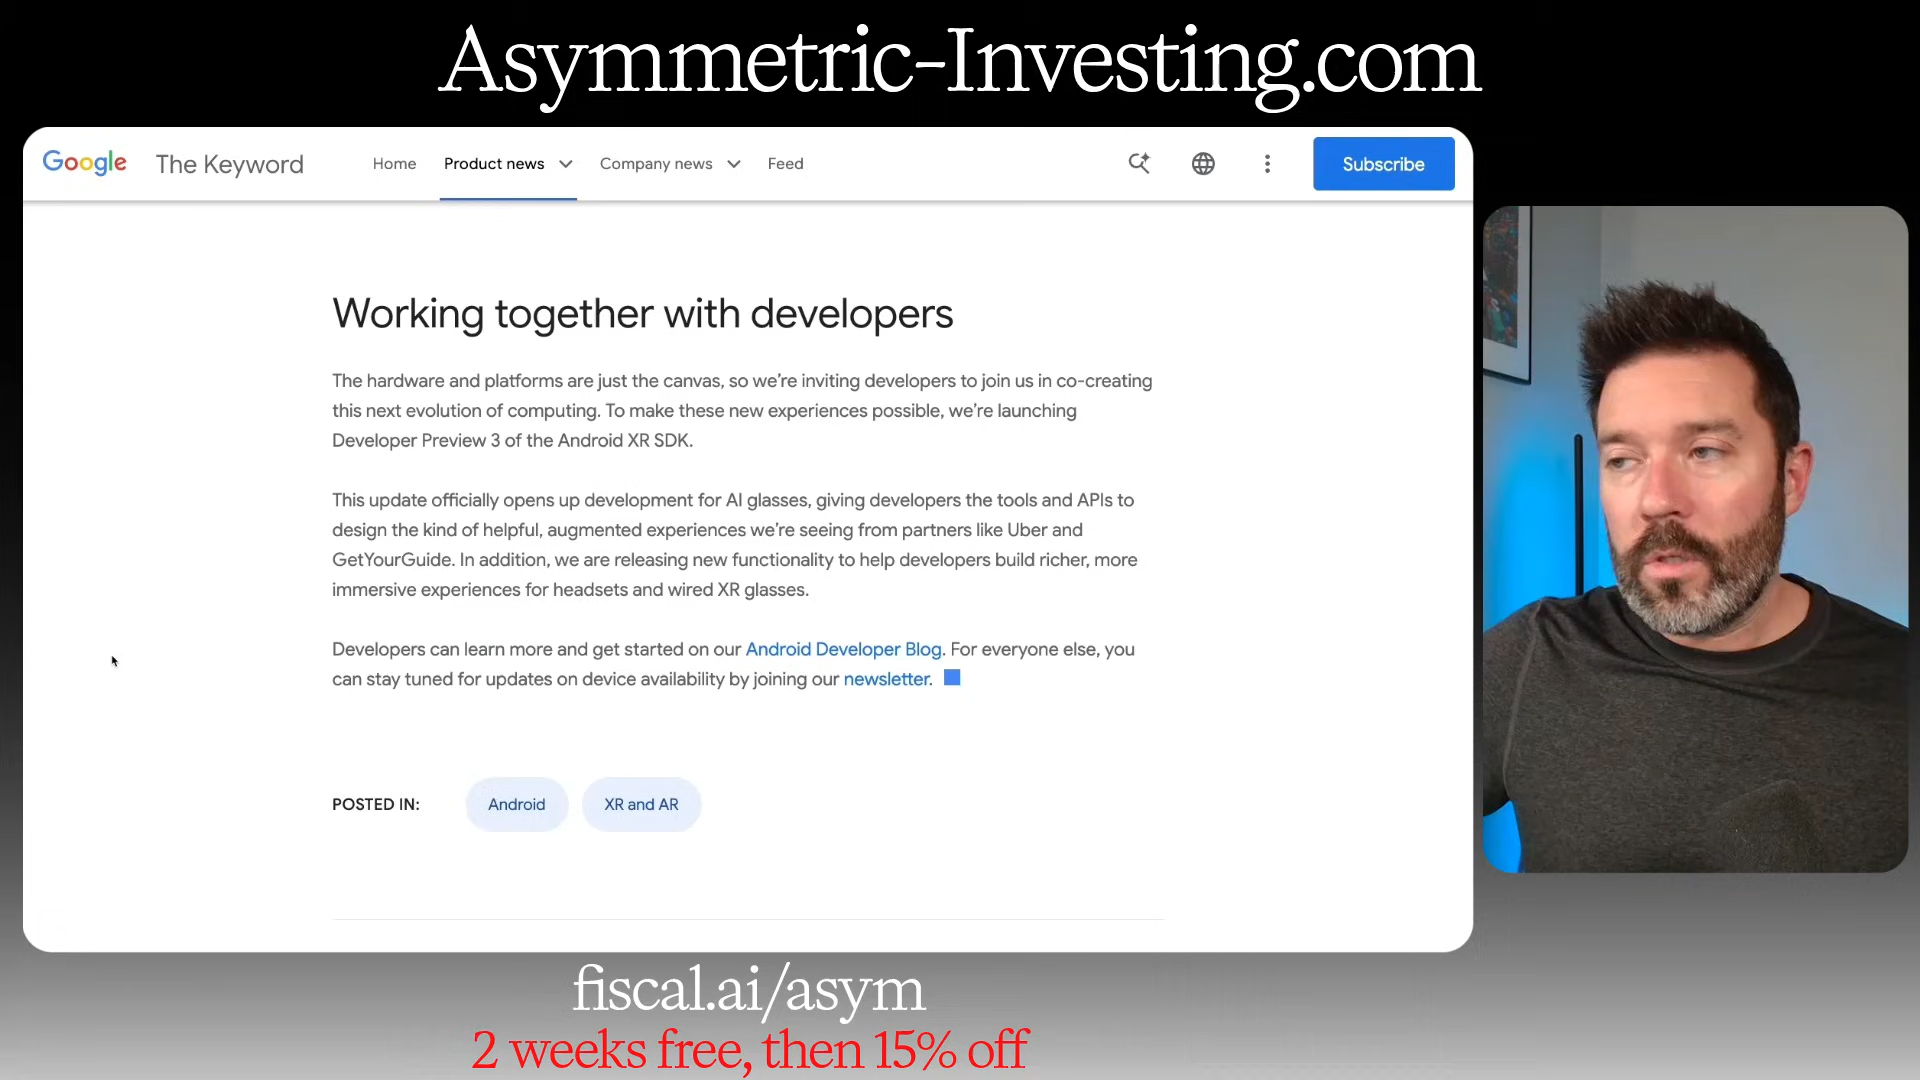 Asymmetric-Investing.com
Google The Keyword Home Product news Company news Feed Subscribe
Working together with developers
The hardware and platforms are just the canvas, so we're inviting developers to join us in co-creating
this next evolution of computing. To make these new experiences possible, we're launching
Developer Preview 3 of the Android XR SDK.
This update officially opens up development for AI glasses, giving developers the tools and APIs to
design the kind of helpful, augmented experiences we're seeing from partners like Uber and
GetYourGuide. In addition, we are releasing new functionality to help developers build richer, more
immersive experiences for headsets and wired XR glasses.
Developers can learn more and get started on our Android Developer Blog. For everyone else, you
can stay tuned for updates on device availability by joining our newsletter.
POSTED IN: Android XR and AR
fiscal.ai/asym
2 weeks free, then 15% off